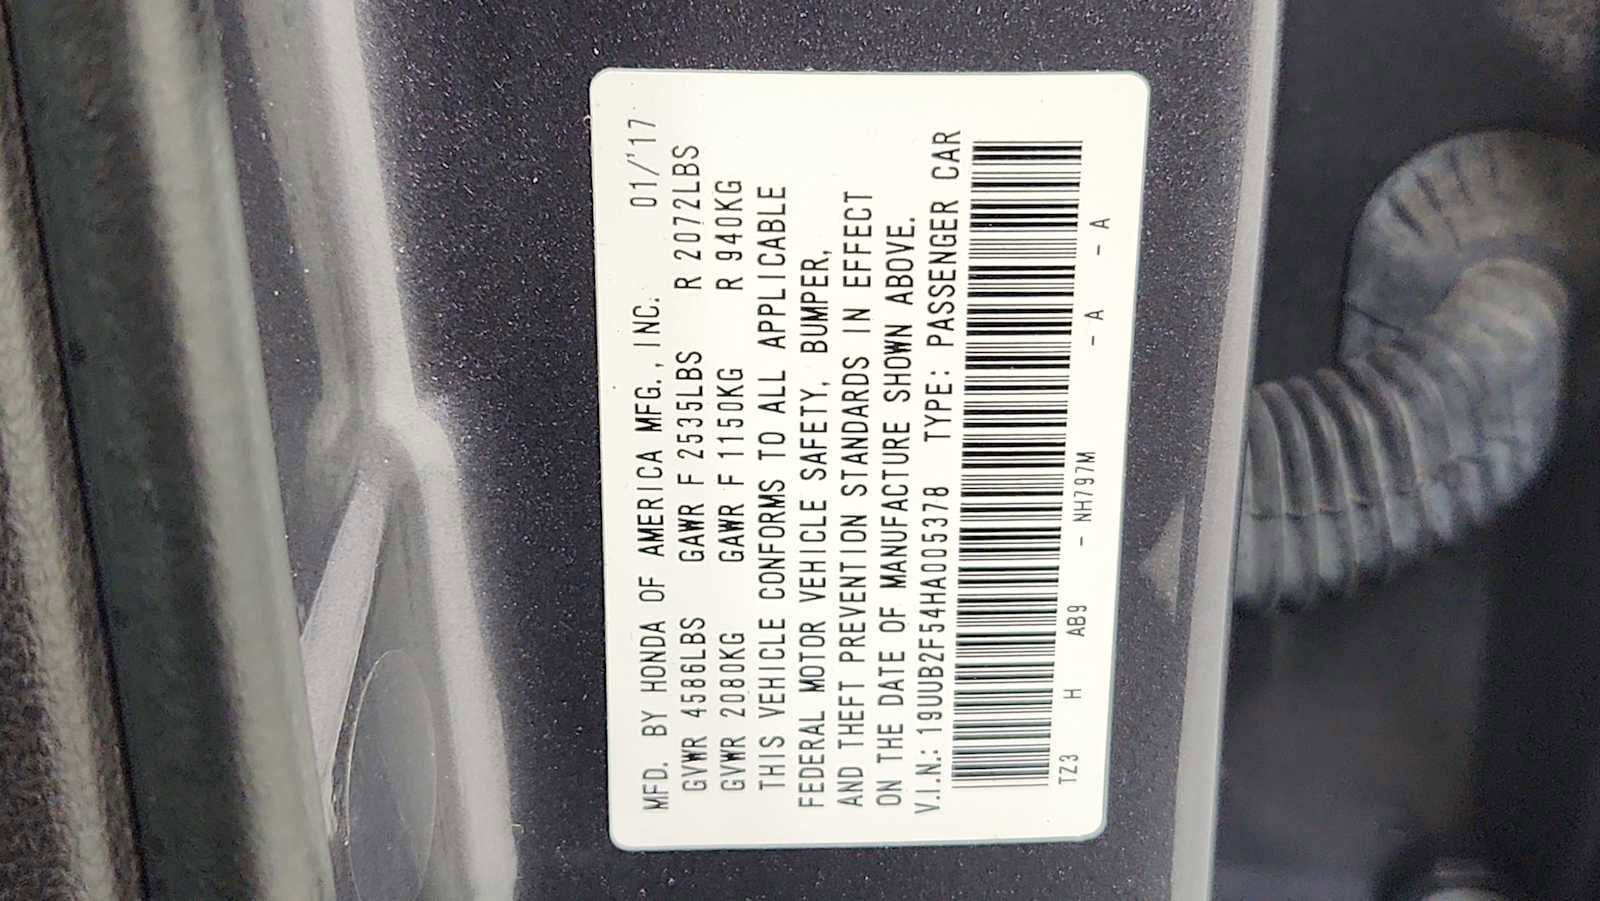 MFD. BY HONDA OF AMERICA MFG., INC. 01/'17
GVWR 4586LBS GAWR F 2535LBS R 2072LBS
GVWR 2080KG GAWR F 1150KG R 940KG
THIS VEHICLE CONFORMS TO ALL APPLICABLE
FEDERAL MOTOR VEHICLE SAFETY, BUMPER,
AND THEFT PREVENTION STANDARDS IN EFFECT
ON THE DATE OF MANUFACTURE SHOWN ABOVE.
V.I.N.: 19UUB2F54HA005378 TYPE: PASSENGER CAR
TZ3 H AB9 - NH797M - A - A